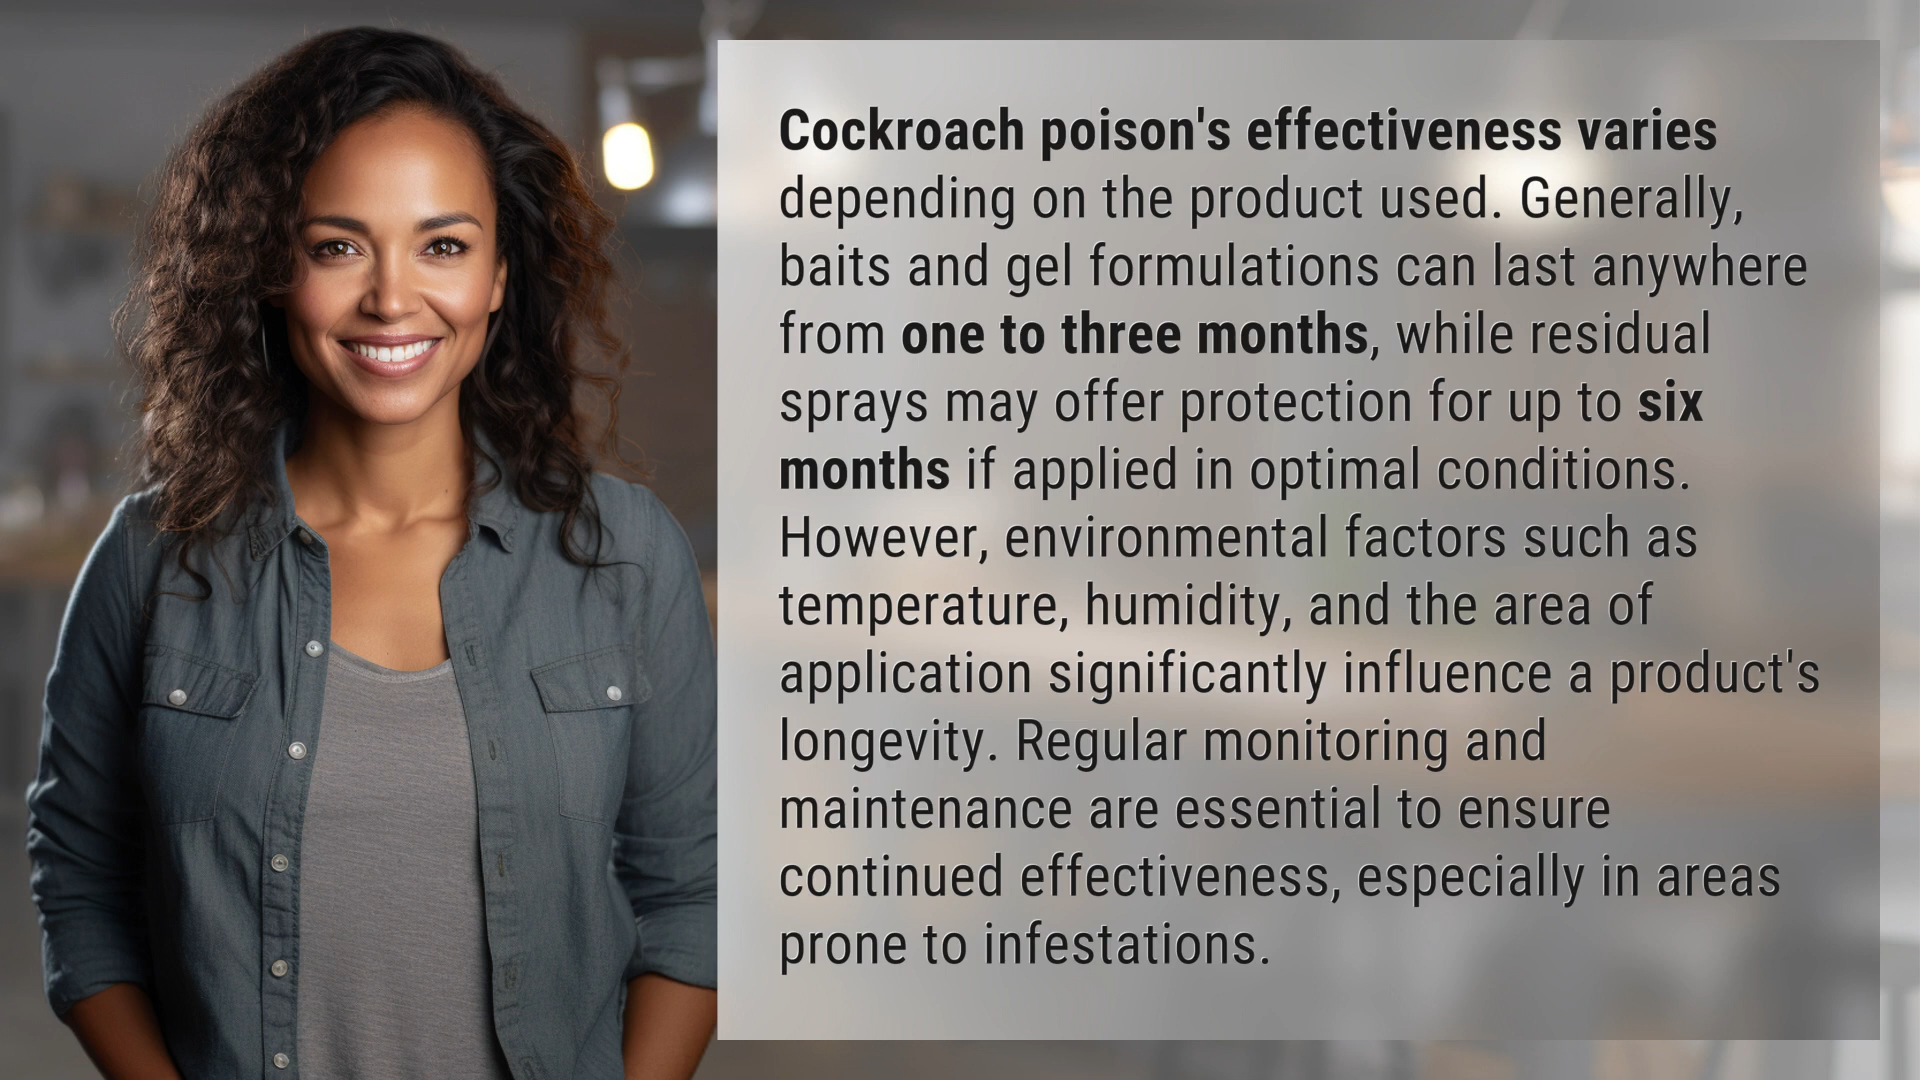 Cockroach poison's effectiveness varies
depending on the product used. Generally,
baits and gel formulations can last anywhere
from one to three months, while residual
sprays may offer protection for up to six
months if applied in optimal conditions.
However, environmental factors such as
temperature, humidity, and the area of
application significantly influence a product's
longevity. Regular monitoring and
maintenance are essential to ensure
continued effectiveness, especially in areas
prone to infestations.